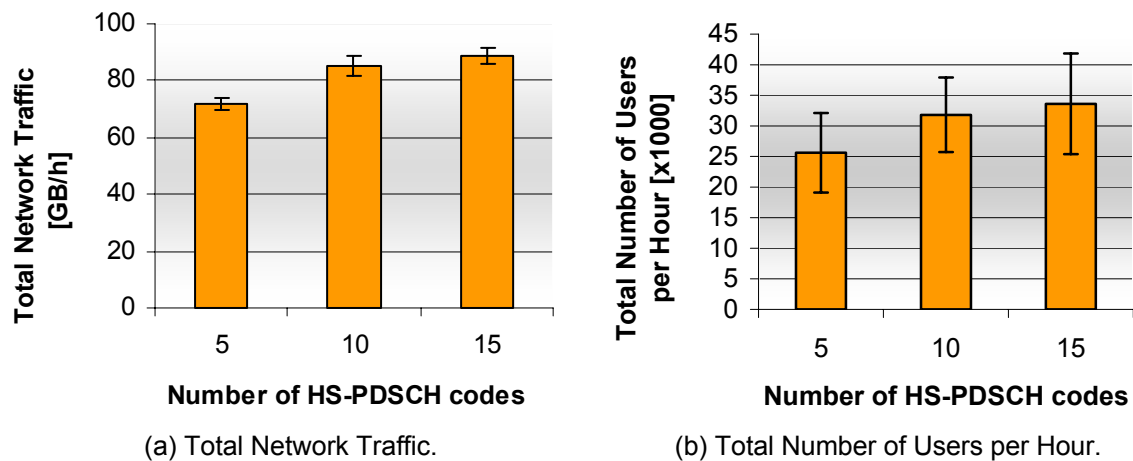 Total Network Traffic
[GB/h]
100
80
60
40
20
0
5 10 15
Number of HS-PDSCH codes
(a) Total Network Traffic.
Total Number of Users
per Hour [x1000]
45
40
35
30
25
20
15
10
5
0
5 10 15
Number of HS-PDSCH codes
(b) Total Number of Users per Hour.